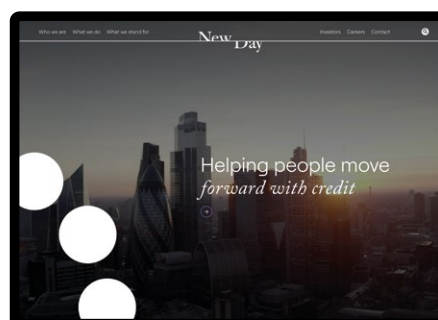 Who we are What we do What we stand for
New Day
Investors Careers Contact
Helping people move
forward with credit